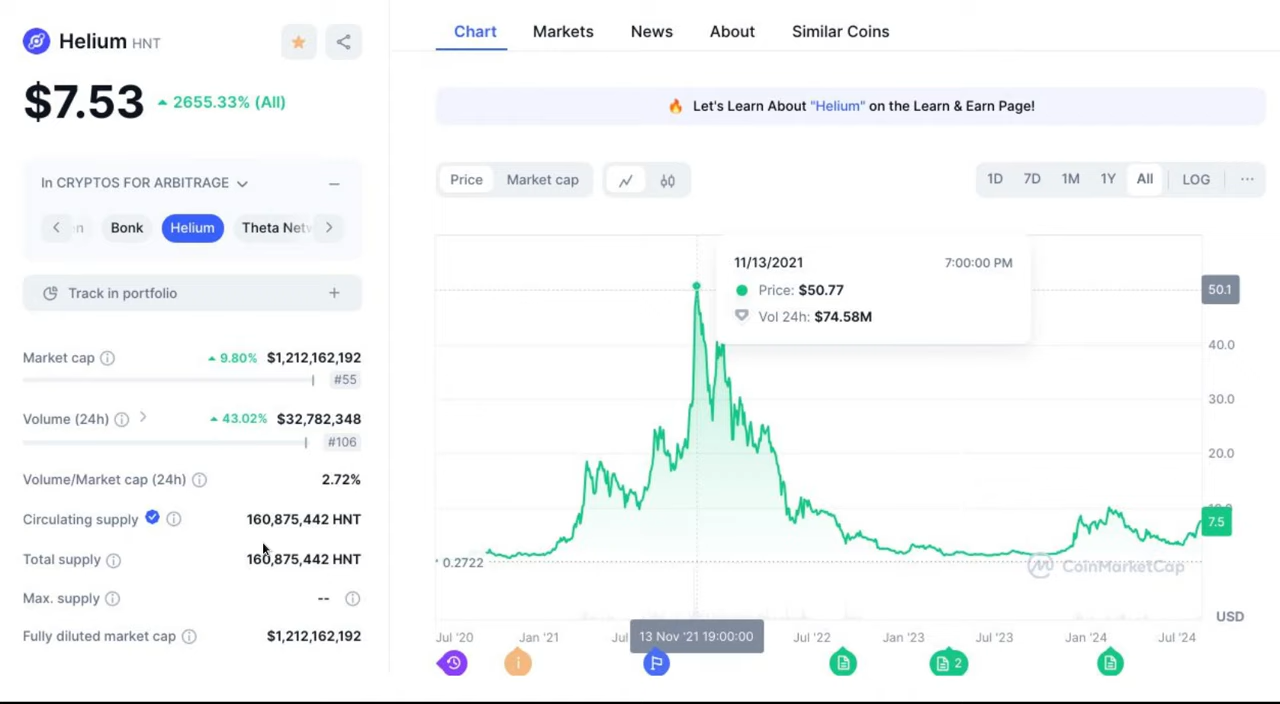 Helium HNT
$7.53 2655.33% (All)
In CRYPTOS FOR ARBITRAGE
n Bonk Helium Theta Netw
Track in portfolio +
Market cap 9.80% $1,212,162,192
#55
Volume (24h) 43.02% $32,782,348
#106
Volume/Market cap (24h) 2.72%
Circulating supply 160,875,442 HNT
Total supply 160,875,442 HNT
Max. supply --
Fully diluted market cap $1,212,162,192
Chart Markets News About Similar Coins
Let's Learn About "Helium" on the Learn & Earn Page!
Price Market cap 1D 7D 1M 1Y All LOG ...
11/13/2021 7:00:00 PM
Price: $50.77
Vol 24h: $74.58M
50.1
40.0
30.0
20.0
10.0
7.5
0.2722
CoinMarketCap
USD
Jul '20 Jan '21 Jul 13 Nov '21 19:00:00 Jul '22 Jan '23 Jul '23 Jan '24 Jul '24
2